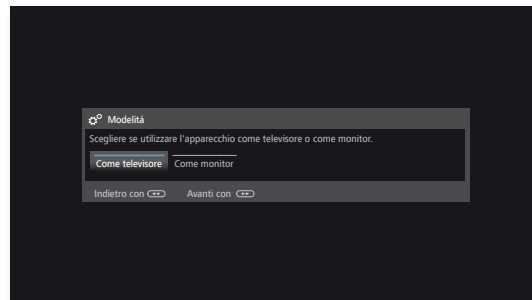 Modelitá
Scegliere se utilizzare l'apparecchio come televisore o come monitor.
Come televisore Come monitor
Indietro con Avanti con